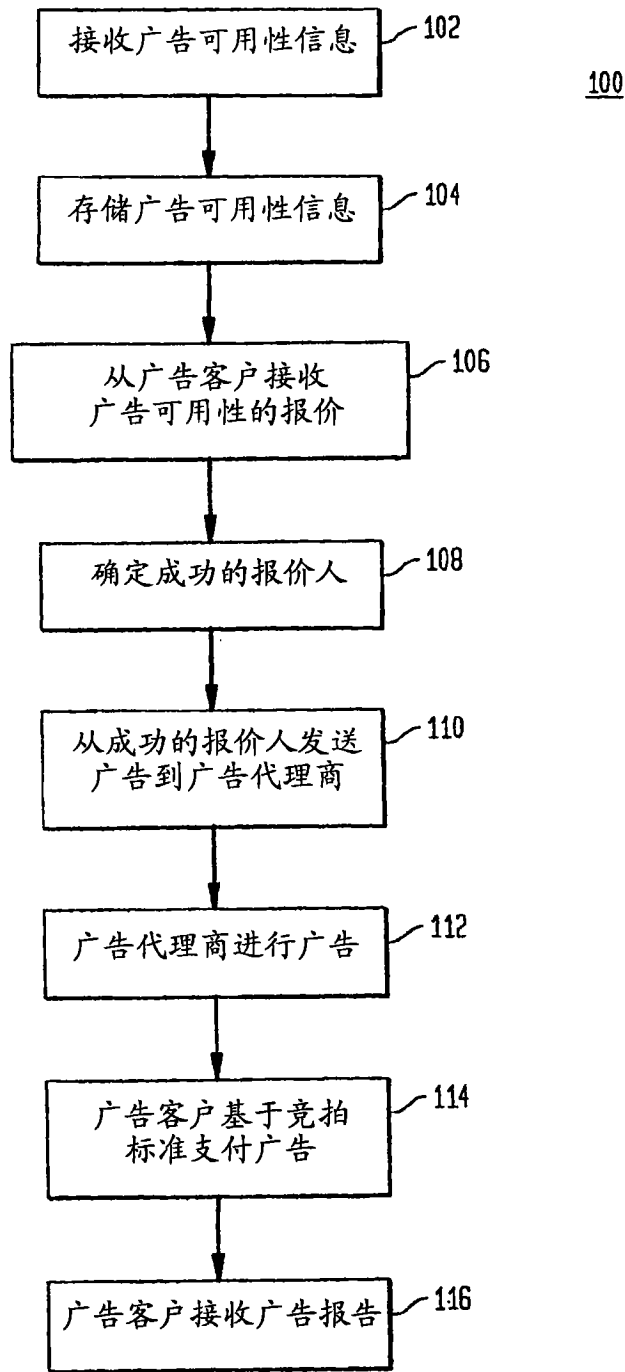 接收广告可用性信息
102
100
存储广告可用性信息
104
从广告客户接收
广告可用性的报价
106
确定成功的报价人
108
从成功的报价人发送
广告到广告代理商
110
广告代理商进行广告
112
广告客户基于竞拍
标准支付广告
114
广告客户接收广告报告
116